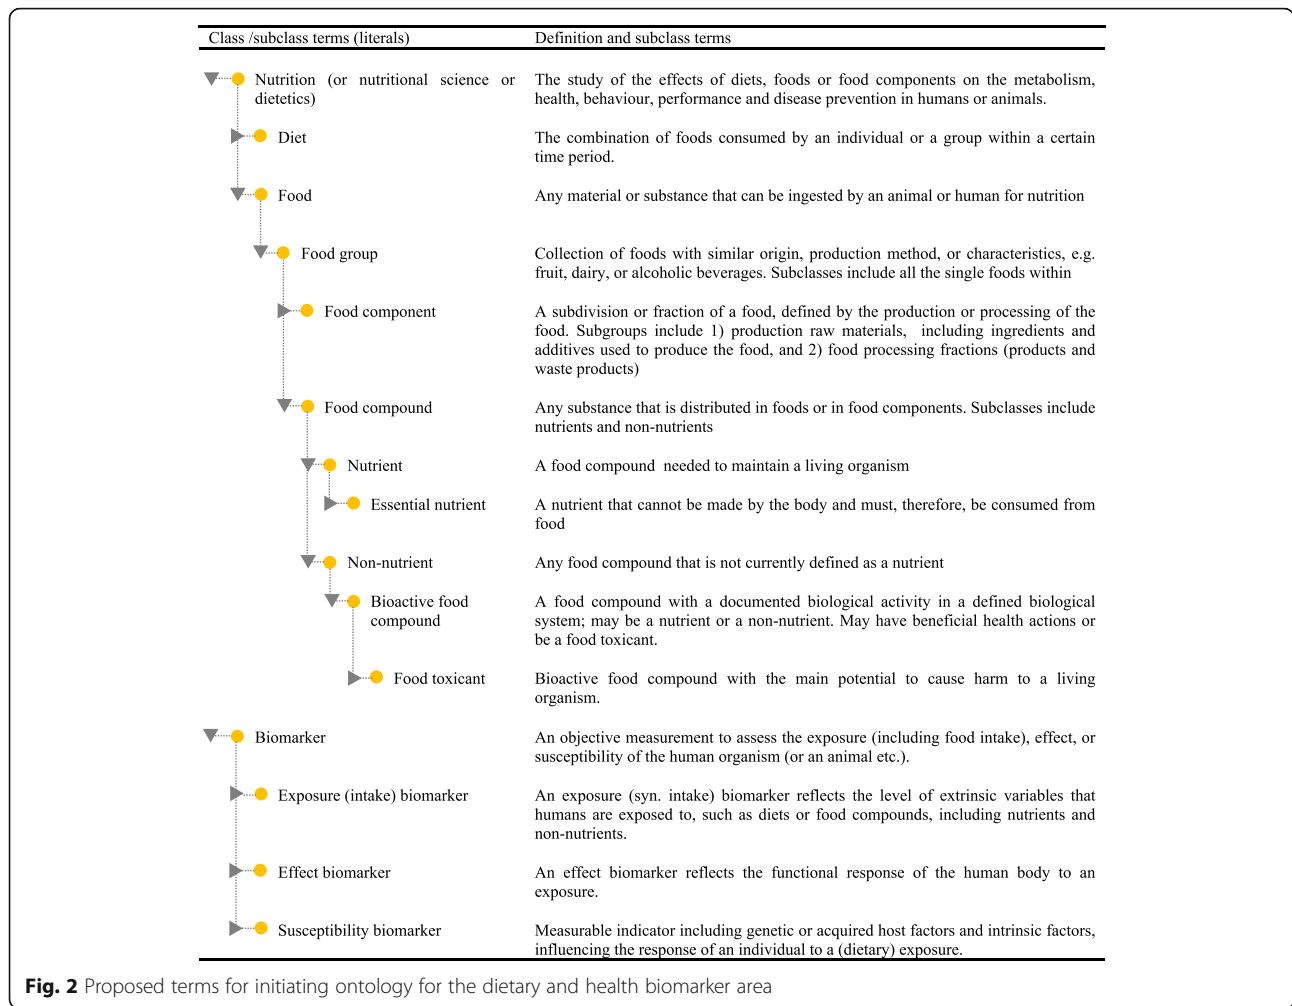 Class /subclass terms (literals) Definition and subclass terms
Nutrition (or nutritional science or dietetics)
The study of the effects of diets, foods or food components on the metabolism,
health, behaviour, performance and disease prevention in humans or animals.
Diet
The combination of foods consumed by an individual or a group within a certain
time period.
Food
Any material or substance that can be ingested by an animal or human for nutrition
Food group
Collection of foods with similar origin, production method, or characteristics, e.g.
fruit, dairy, or alcoholic beverages. Subclasses include all the single foods within
Food component
A subdivision or fraction of a food, defined by the production or processing of the
food. Subgroups include 1) production raw materials, including ingredients and
additives used to produce the food, and 2) food processing fractions (products and
waste products)
Food compound
Any substance that is distributed in foods or in food components. Subclasses include
nutrients and non-nutrients
Nutrient
A food compound needed to maintain a living organism
Essential nutrient
A nutrient that cannot be made by the body and must, therefore, be consumed from
food
Non-nutrient
Any food compound that is not currently defined as a nutrient
Bioactive food
compound
A food compound with a documented biological activity in a defined biological
system; may be a nutrient or a non-nutrient. May have beneficial health actions or
be a food toxicant.
Food toxicant
Bioactive food compound with the main potential to cause harm to a living
organism.
Biomarker
An objective measurement to assess the exposure (including food intake), effect, or
susceptibility of the human organism (or an animal etc.).
Exposure (intake) biomarker
An exposure (syn. intake) biomarker reflects the level of extrinsic variables that
humans are exposed to, such as diets or food compounds, including nutrients and
non-nutrients.
Effect biomarker
An effect biomarker reflects the functional response of the human body to an
exposure.
Susceptibility biomarker
Measurable indicator including genetic or acquired host factors and intrinsic factors,
influencing the response of an individual to a (dietary) exposure.
Fig. 2 Proposed terms for initiating ontology for the dietary and health biomarker area